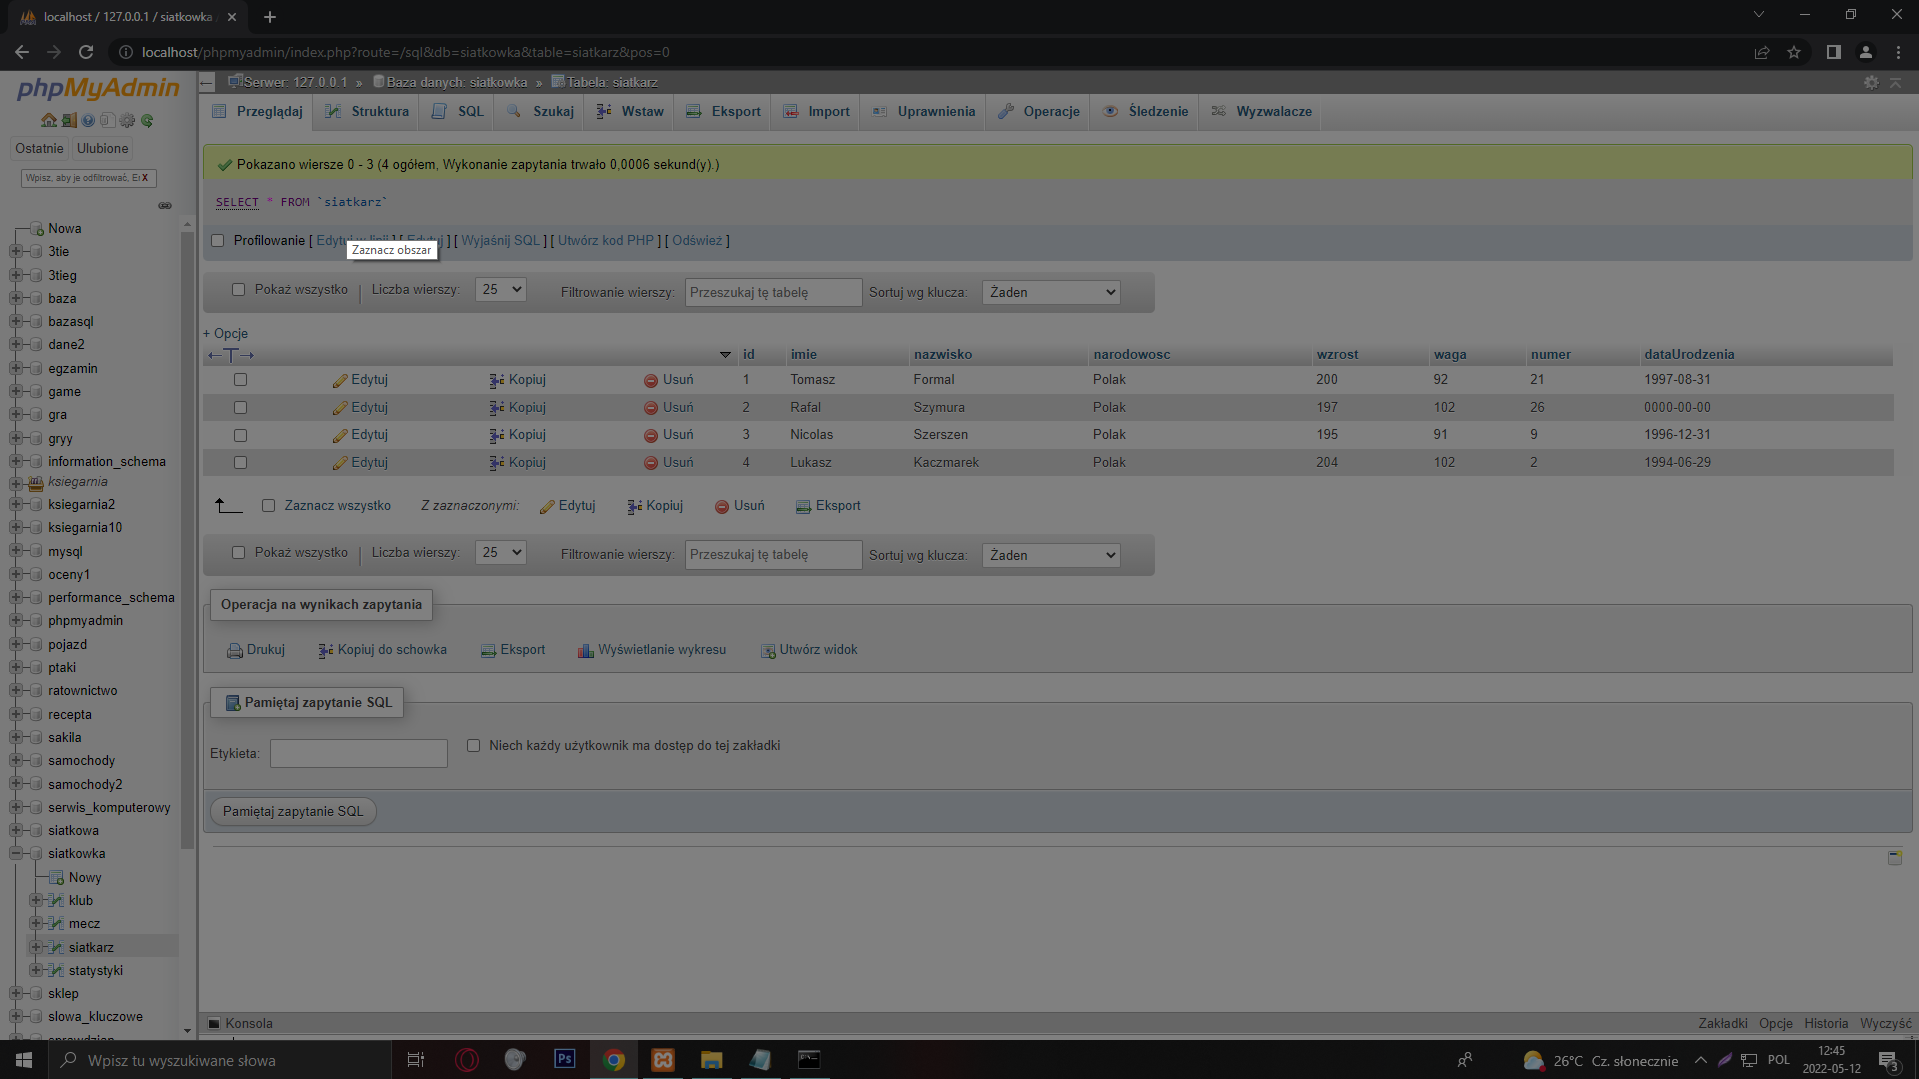 localhost / 127.0.0.1 / siatkowka
localhost/phpmyadmin/index.php?route=/sql&db=siatkowka&table=siatkarz&pos=0
phpMyAdmin
Serwer: 127.0.0.1 » Baza danych: siatkowka » Tabela: siatkarz
Przeglądaj Struktura SQL Szukaj Wstaw Eksport Import Uprawnienia Operacje Śledzenie Wyzwalacze
Ostatnie Ulubione
Wpisz, aby je odfiltrować, X
Nowa
3tie
3tieg
baza
bazasql
dane2
egzamin
game
gra
gryy
information_schema
ksiegarnia
ksiegarnia2
ksiegarnia10
mysql
oceny1
performance_schema
phpmyadmin
pojazd
ptaki
ratownictwo
recepta
sakila
samochody
samochody2
serwis_komputerowy
siatkowa
siatkowka
Nowy
klub
mecz
siatkarz
statystyki
sklep
slowa_kluczowe
Pokazano wiersze 0 - 3 (4 ogółem, Wykonanie zapytania trwało 0,0006 sekund(y).)
SELECT * FROM `siatkarz`
Profilowanie [ Edytuj w linii ] [ Edytuj ] [ Wyjaśnij SQL ] [ Utwórz kod PHP ] [ Odśwież ]
Zaznacz obszar
Pokaż wszystko | Liczba wierszy: 25 Filtrowanie wierszy: Przeszukaj tę tabelę Sortuj wg klucza: Żaden
+ Opcje
←T→ id imie nazwisko narodowosc wzrost waga numer dataUrodzenia
Edytuj Kopiuj Usuń 1 Tomasz Formal Polak 200 92 21 1997-08-31
Edytuj Kopiuj Usuń 2 Rafal Szymura Polak 197 102 26 0000-00-00
Edytuj Kopiuj Usuń 3 Nicolas Szerszen Polak 195 91 9 1996-12-31
Edytuj Kopiuj Usuń 4 Lukasz Kaczmarek Polak 204 102 2 1994-06-29
Zaznacz wszystko Z zaznaczonymi: Edytuj Kopiuj Usuń Eksport
Pokaż wszystko | Liczba wierszy: 25 Filtrowanie wierszy: Przeszukaj tę tabelę Sortuj wg klucza: Żaden
Operacja na wynikach zapytania
Drukuj Kopiuj do schowka Eksport Wyświetlanie wykresu Utwórz widok
Pamiętaj zapytanie SQL
Etykieta: Niech każdy użytkownik ma dostęp do tej zakładki
Pamiętaj zapytanie SQL
Konsola Zakładki Opcje Historia Wyczyść
Wpisz tu wyszukiwane słowa
Ps
26°C Cz. słonecznie
POL
12:45
2022-05-12
3